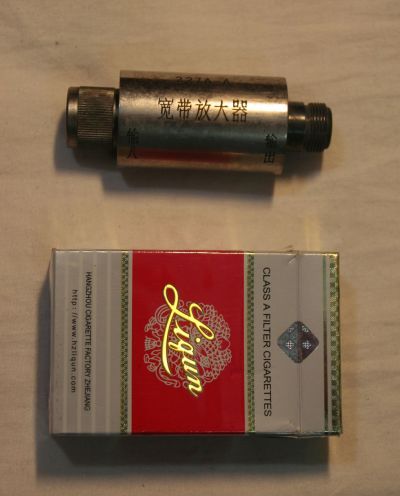 宽带放大器
输入
输出
CLASS A FILTER CIGARETTES
Liqun
HANGZHOU CIGARETTE FACTORY ZHEJIANG
http://www.hzliqun.com